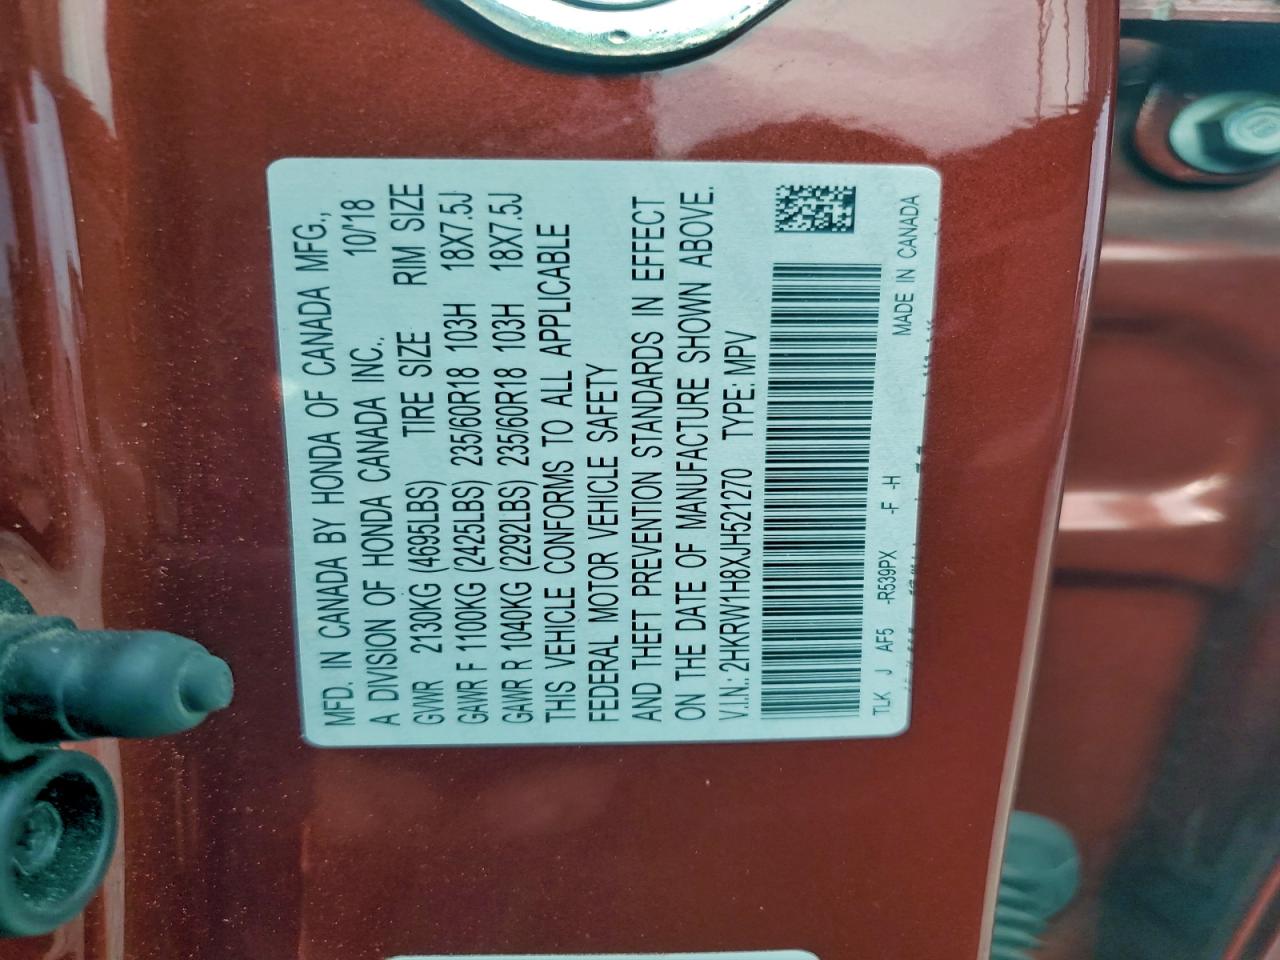 MFD. IN CANADA BY HONDA OF CANADA MFG.,
A DIVISION OF HONDA CANADA INC., 10/'18
GVWR 2130KG (4695LBS) TIRE SIZE RIM SIZE
GAWR F 1100KG (2425LBS) 235/60R18 103H 18X7.5J
GAWR R 1040KG (2292LBS) 235/60R18 103H 18X7.5J
THIS VEHICLE CONFORMS TO ALL APPLICABLE
FEDERAL MOTOR VEHICLE SAFETY
AND THEFT PREVENTION STANDARDS IN EFFECT
ON THE DATE OF MANUFACTURE SHOWN ABOVE.
V.I.N.: 2HKRW1H8XJH521270 TYPE: MPV
TLK J AF5 -R539PX -F -H MADE IN CANADA